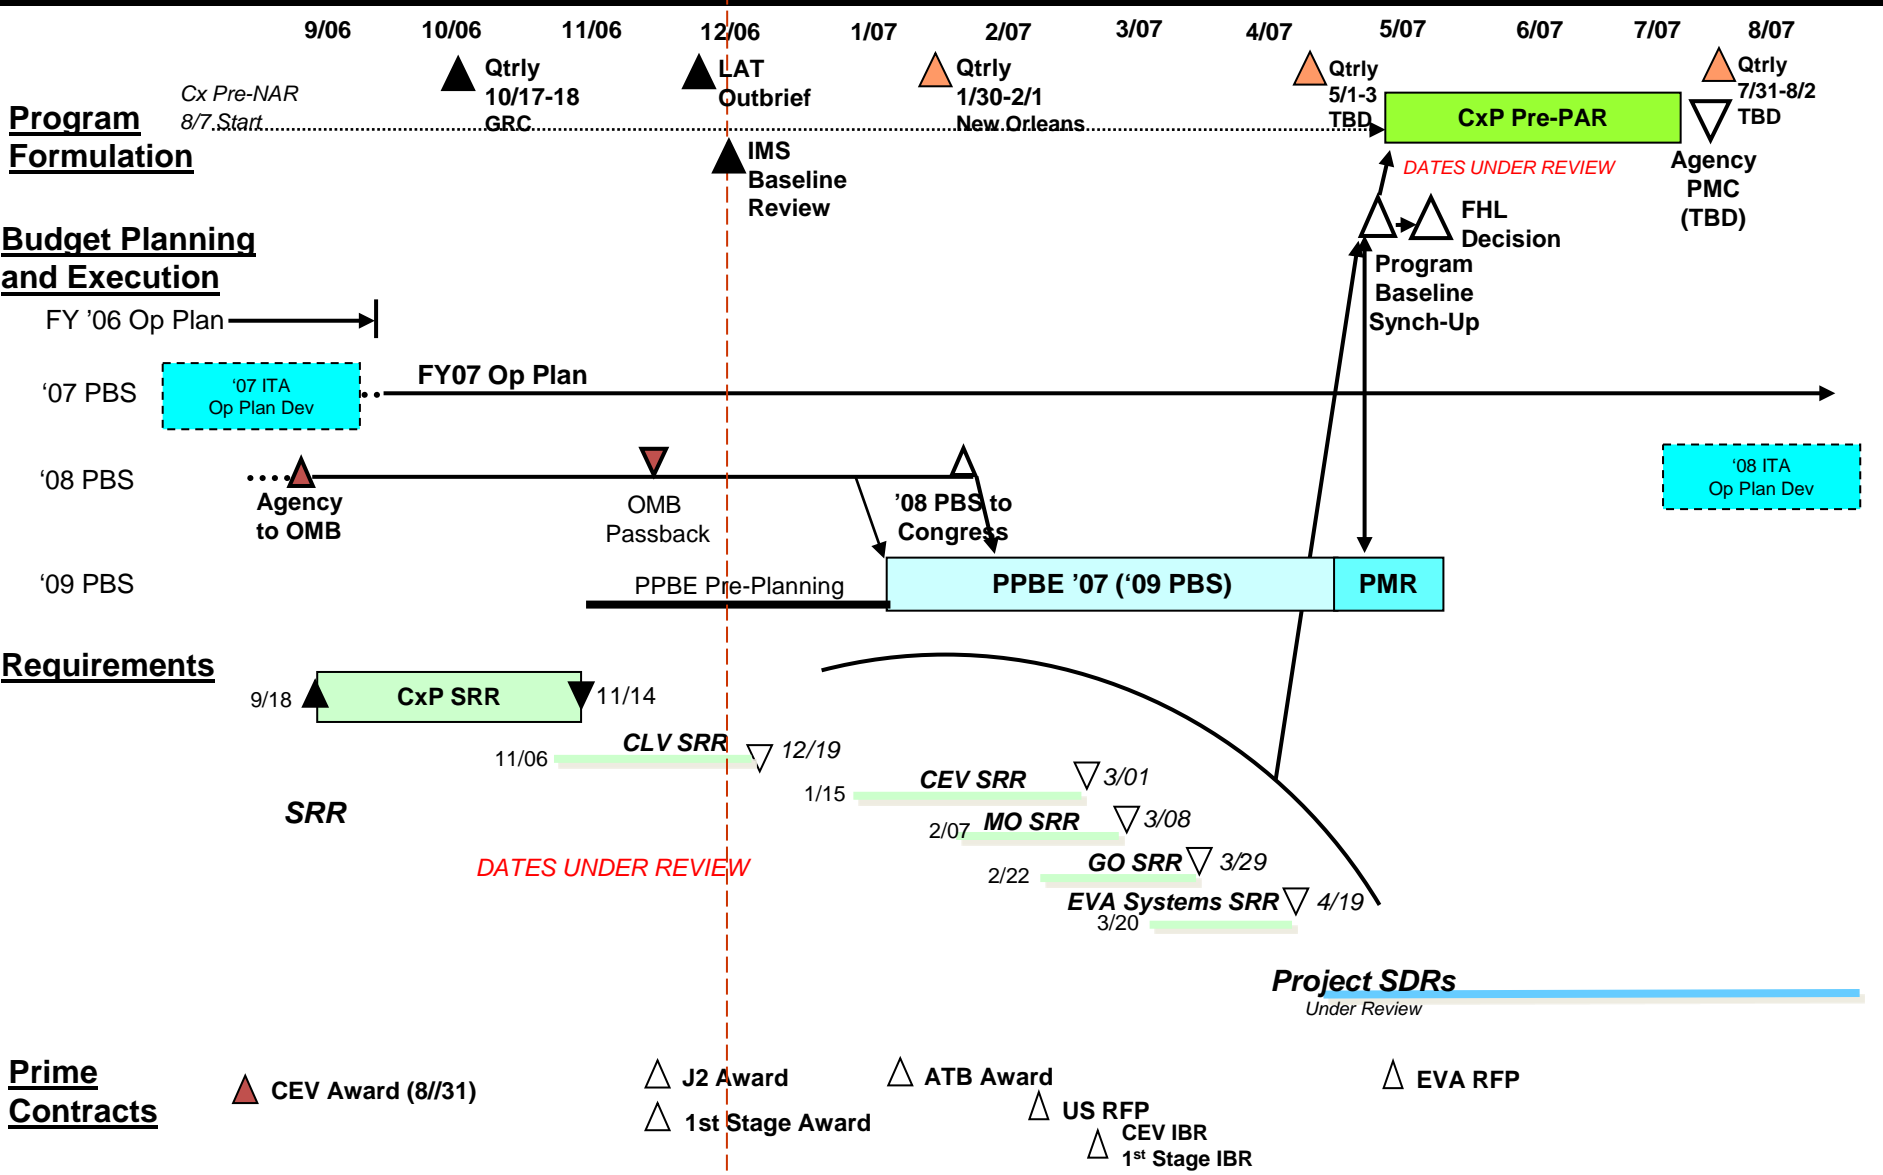 9/06 10/06 11/06 12/06 1/07 2/07 3/07 4/07 5/07 6/07 7/07 8/07
Cx Pre-NAR
8/7 Start
Qtrly
10/17-18
GRC
LAT
Outbrief
Qtrly
1/30-2/1
New Orleans
Qtrly
5/1-3
TBD
Qtrly
7/31-8/2
TBD
Program
Formulation
CxP Pre-PAR
IMS
Baseline
Review
DATES UNDER REVIEW
Agency
PMC
(TBD)
FHL
Decision
Program
Baseline
Synch-Up
Budget Planning
and Execution
FY '06 Op Plan
‘07 PBS
‘07 ITA
Op Plan Dev
FY07 Op Plan
‘08 PBS
Agency
to OMB
OMB
Passback
’08 PBS to
Congress
‘08 ITA
Op Plan Dev
‘09 PBS
PPBE Pre-Planning
PPBE ’07 (‘09 PBS)
PMR
Requirements
9/18
CxP SRR
11/14
11/06
CLV SRR
12/19
1/15
CEV SRR
3/01
SRR
2/07
MO SRR
3/08
DATES UNDER REVIEW
2/22
GO SRR
3/29
EVA Systems SRR
4/19
3/20
Project SDRs
Under Review
Prime
Contracts
CEV Award (8//31)
J2 Award
1st Stage Award
ATB Award
US RFP
CEV IBR
1st Stage IBR
EVA RFP